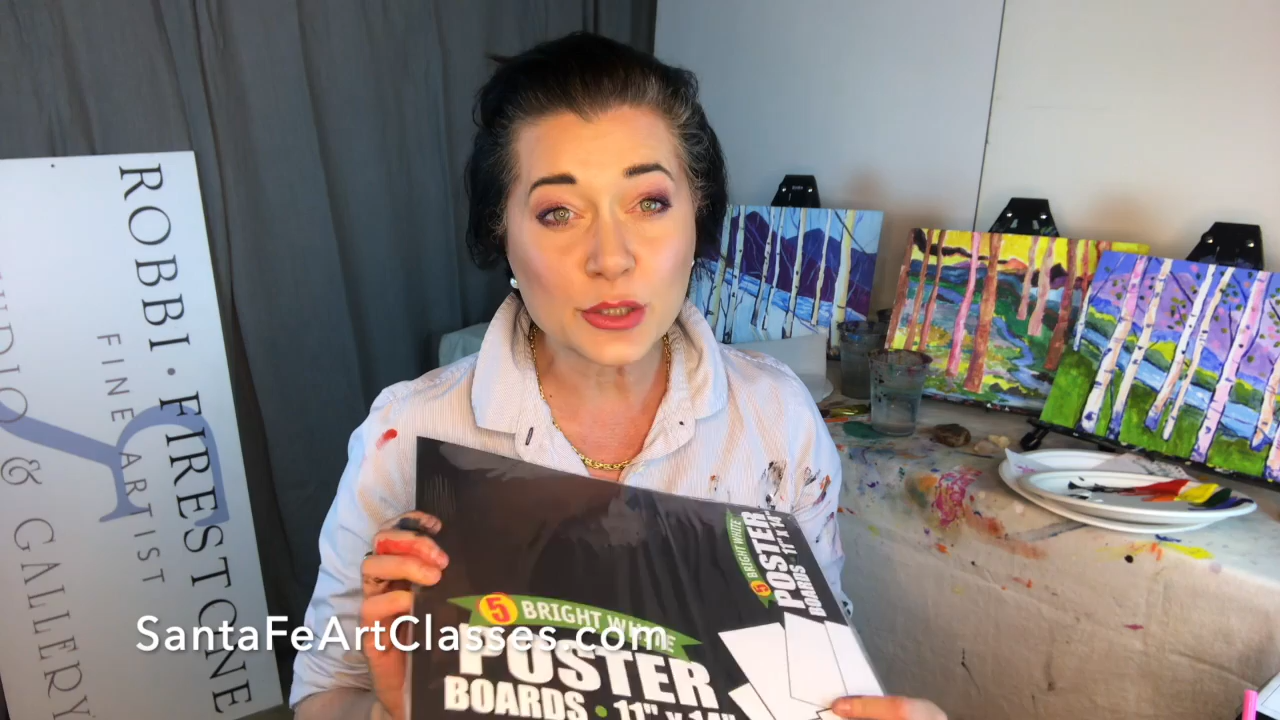 ROBBI • FIRESTONE
FINE ARTIST
& GALLERY
5 BRIGHT WHITE
POSTER
BOARDS • 11" X 14"
5 BRIGHT WHITE
POSTER
BOARDS • 11" X 14"
SantaFeArtClasses.com